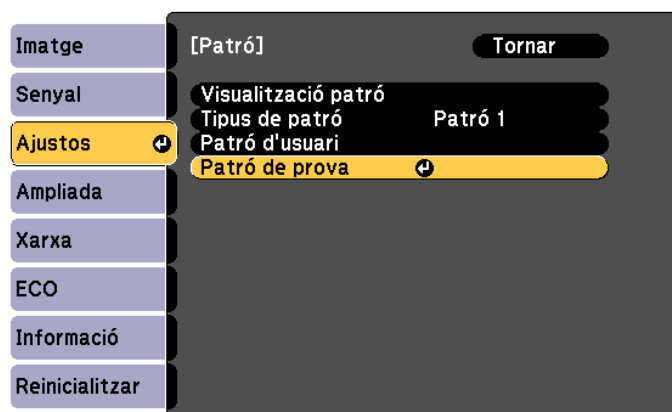 Imatge
Senyal
Ajustos
Ampliada
Xarxa
ECO
Informació
Reinicialitzar
[Patró] Tornar
Visualització patró
Tipus de patró Patró 1
Patró d'usuari
Patró de prova